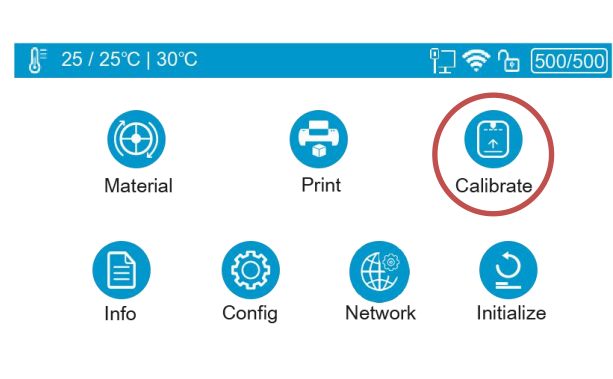 25 / 25°C | 30°C 500/500
Material Print Calibrate
Info Config Network Initialize